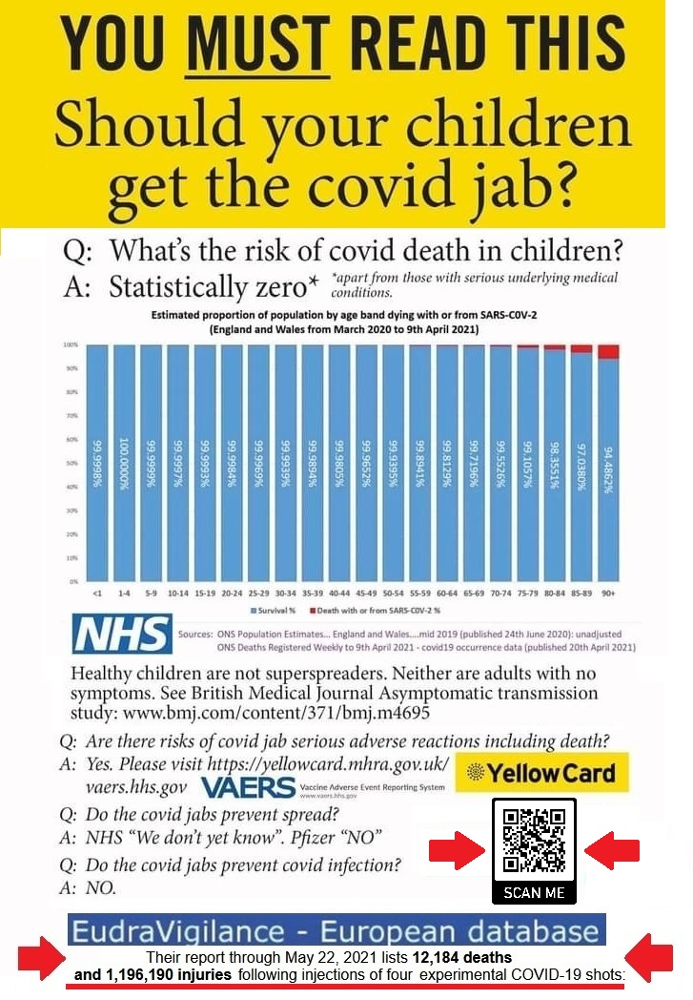 YOU MUST READ THIS
Should your children
get the covid jab?
Q: What's the risk of covid death in children?
A: Statistically zero* *apart from those with serious underlying medical
conditions.
Estimated proportion of population by age band dying with or from SARS-C0V-2
(England and Wales from March 2020 to 9th April 2021)
100%
90%
80%
70%
60%
50%
40%
30%
20%
10%
0%
99.9998% 100.0000% 99.9999% 99.9997% 99.9993% 99.9984% 99.9969% 99.9939% 99.9894% 99.9805% 99.9652% 99.9395% 99.8941% 99.8129% 99.7196% 99.5526% 99.1057% 98.3551% 97.0380% 94.4862%
<1 1-4 5-9 10-14 15-19 20-24 25-29 30-34 35-39 40-44 45-49 50-54 55-59 60-64 65-69 70-74 75-79 80-84 85-89 90+
Survival % Death with or from SARS-C0V-2 %
NHS
Sources: ONS Population Estimates... England and Wales....mid 2019 (published 24th June 2020): unadjusted
ONS Deaths Registered Weekly to 9th April 2021 - covid19 occurrence data (published 20th April 2021)
Healthy children are not superspreaders. Neither are adults with no
symptoms. See British Medical Journal Asymptomatic transmission
study: www.bmj.com/content/371/bmj.m4695
Q: Are there risks of covid jab serious adverse reactions including death?
A: Yes. Please visit https://yellowcard.mhra.gov.uk/
YellowCard
vaers.hhs.gov VAERS Vaccine Adverse Event Reporting System
www.vaers.hhs.gov
Q: Do the covid jabs prevent spread?
A: NHS “We don't yet know”. Pfizer “NO”
Q: Do the covid jabs prevent covid infection?
A: NO.
SCAN ME
EudraVigilance - European database
Their report through May 22, 2021 lists 12,184 deaths
and 1,196,190 injuries following injections of four experimental COVID-19 shots: